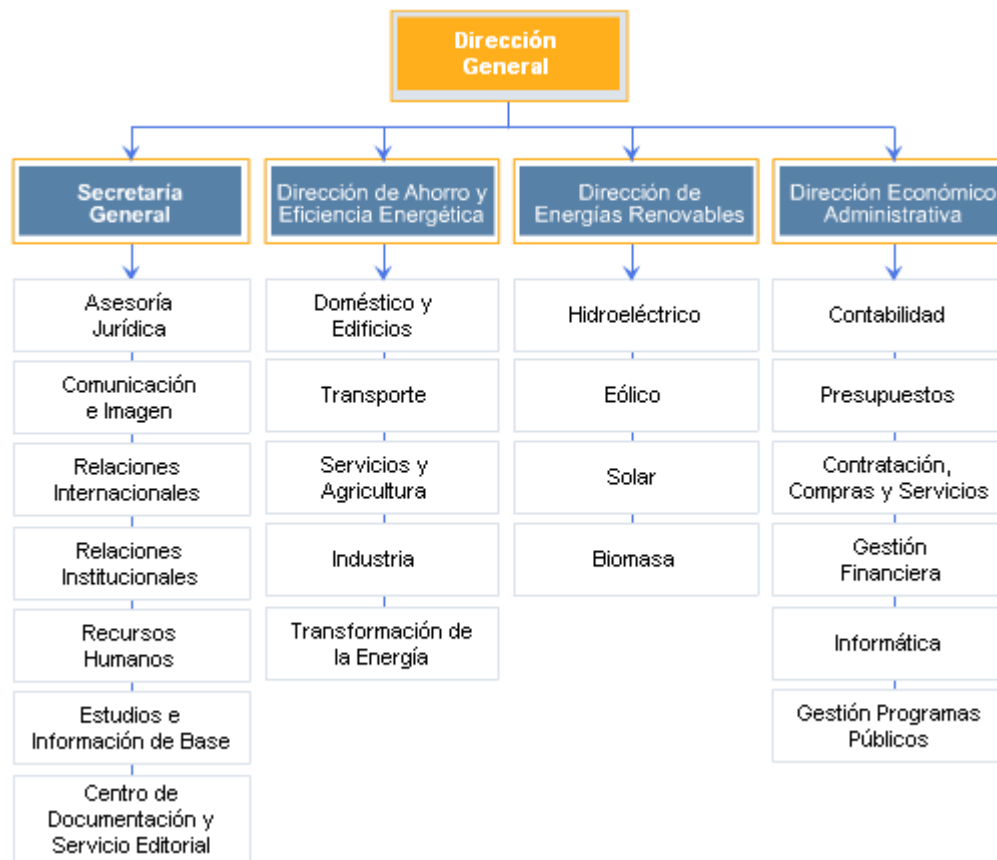 Dirección
General
Secretaría
General
Dirección de Ahorro y
Eficiencia Energética
Dirección de
Energías Renovables
Dirección Económico
Administrativa
Asesoría
Jurídica
Comunicación
e Imagen
Relaciones
Internacionales
Relaciones
Institucionales
Recursos
Humanos
Estudios e
Información de Base
Centro de
Documentación y
Servicio Editorial
Doméstico y
Edificios
Transporte
Servicios y
Agricultura
Industria
Transformación de
la Energía
Hidroeléctrico
Eólico
Solar
Biomasa
Contabilidad
Presupuestos
Contratación,
Compras y Servicios
Gestión
Financiera
Informática
Gestión Programas
Públicos